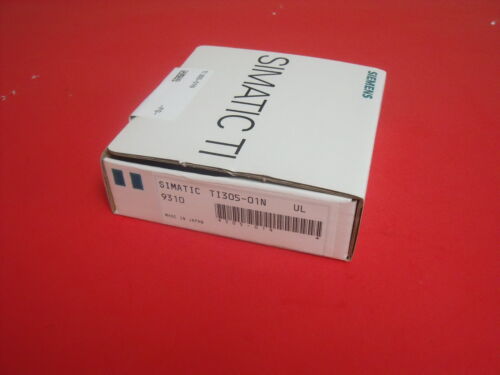 SIEMENS
SIMATIC TI
SIMATIC TI305-01N
9310 UL
MADE IN JAPAN